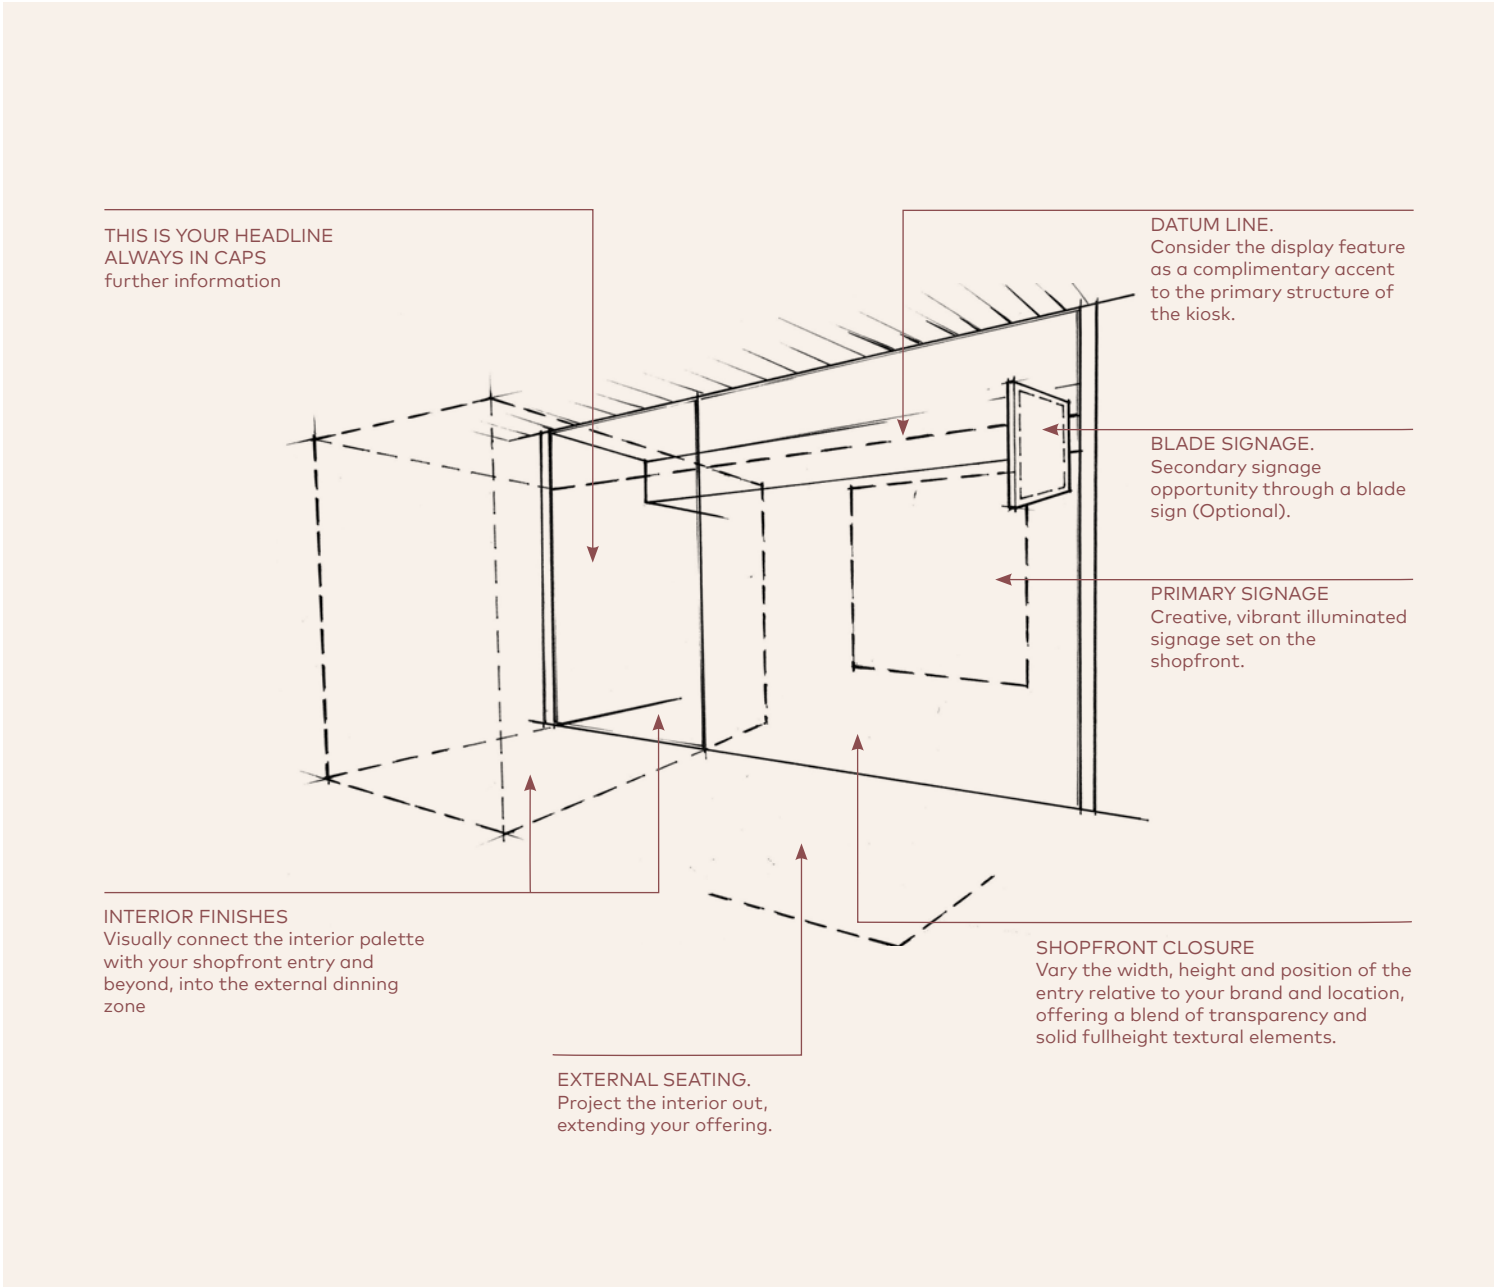 THIS IS YOUR HEADLINE
ALWAYS IN CAPS
further information
DATUM LINE.
Consider the display feature
as a complimentary accent
to the primary structure of
the kiosk.
BLADE SIGNAGE.
Secondary signage
opportunity through a blade
sign (Optional).
PRIMARY SIGNAGE
Creative, vibrant illuminated
signage set on the
shopfront.
INTERIOR FINISHES
Visually connect the interior palette
with your shopfront entry and
beyond, into the external dinning
zone
SHOPFRONT CLOSURE
Vary the width, height and position of the
entry relative to your brand and location,
offering a blend of transparency and
solid fullheight textural elements.
EXTERNAL SEATING.
Project the interior out,
extending your offering.